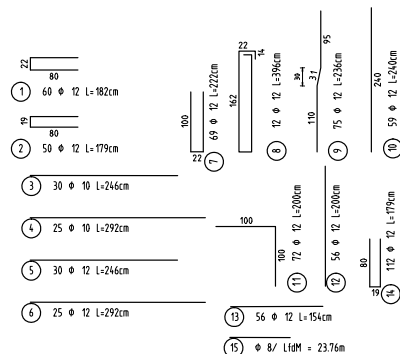 22
80
1 60 Φ 12 L=182cm
19
80
2 50 Φ 12 L=179cm
3 30 Φ 10 L=246cm
4 25 Φ 10 L=292cm
5 30 Φ 12 L=246cm
6 25 Φ 12 L=292cm
100
22
7 69 Φ 12 L=222cm
22
14
162
8 12 Φ 12 L=396cm
95
30
31
110
9 75 Φ 12 L=236cm
240
10 59 Φ 12 L=240cm
100
100
11 72 Φ 12 L=200cm
12 56 Φ 12 L=200cm
80
19
14 112 Φ 12 L=179cm
13 56 Φ 12 L=154cm
15 Φ 8/ LfdM = 23.76m